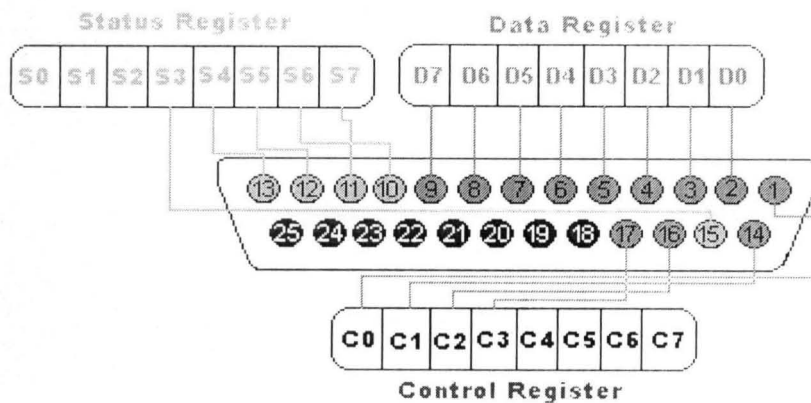 Status Register Data Register
S0 S1 S2 S3 S4 S5 S6 S7 D7 D6 D5 D4 D3 D2 D1 D0
13 12 11 10 9 8 7 6 5 4 3 2 1
25 24 23 22 21 20 19 18 17 16 15 14
C0 C1 C2 C3 C4 C5 C6 C7
Control Register